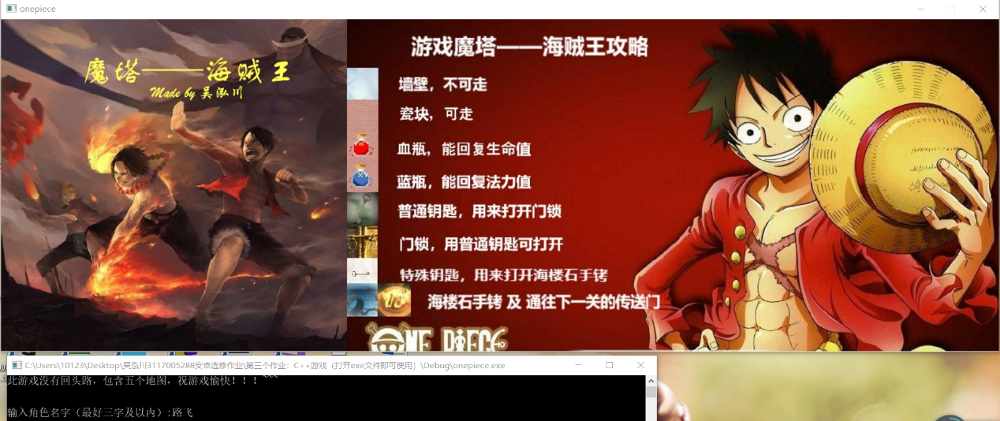 onepiece
魔塔——海贼王
Made by 吴泓川
游戏魔塔——海贼王攻略
墙壁，不可走
瓷块，可走
血瓶，能回复生命值
蓝瓶，能回复法力值
普通钥匙，用来打开门锁
门锁，用普通钥匙可打开
特殊钥匙，用来打开海楼石手铐
海楼石手铐 及 通往下一关的传送门
ONE PIECE
C:\Users\10123\Desktop\吴泓川3117005288安卓选修作业\第三个作业：C++游戏（打开exe文件即可使用）\Debug\onepiece.exe
此游戏没有回头路，包含五个地图，祝游戏愉快！！！```
输入角色名字（最好三字及以内）:路飞